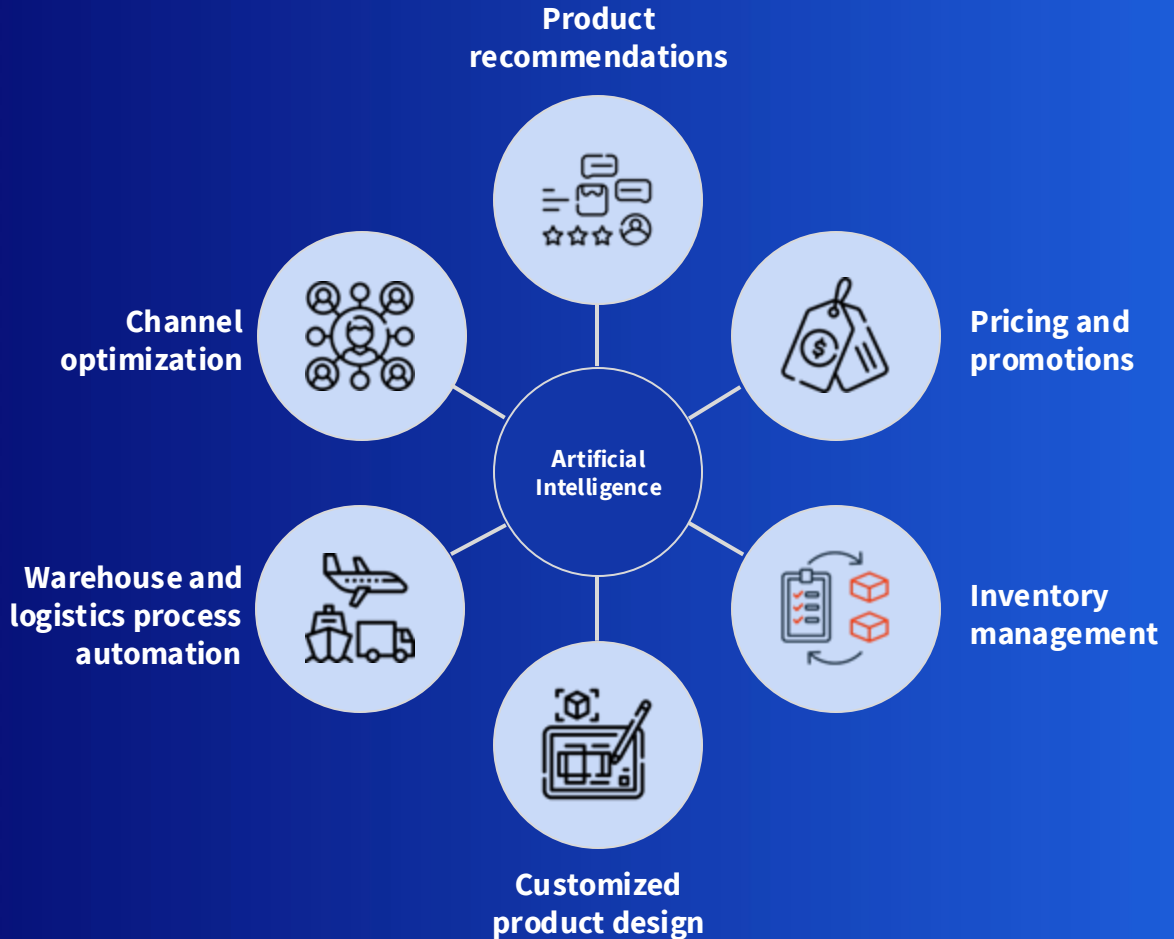 Product
recommendations
Channel
optimization
Pricing and
promotions
Artificial
Intelligence
Warehouse and
logistics process
automation
Inventory
management
Customized
product design